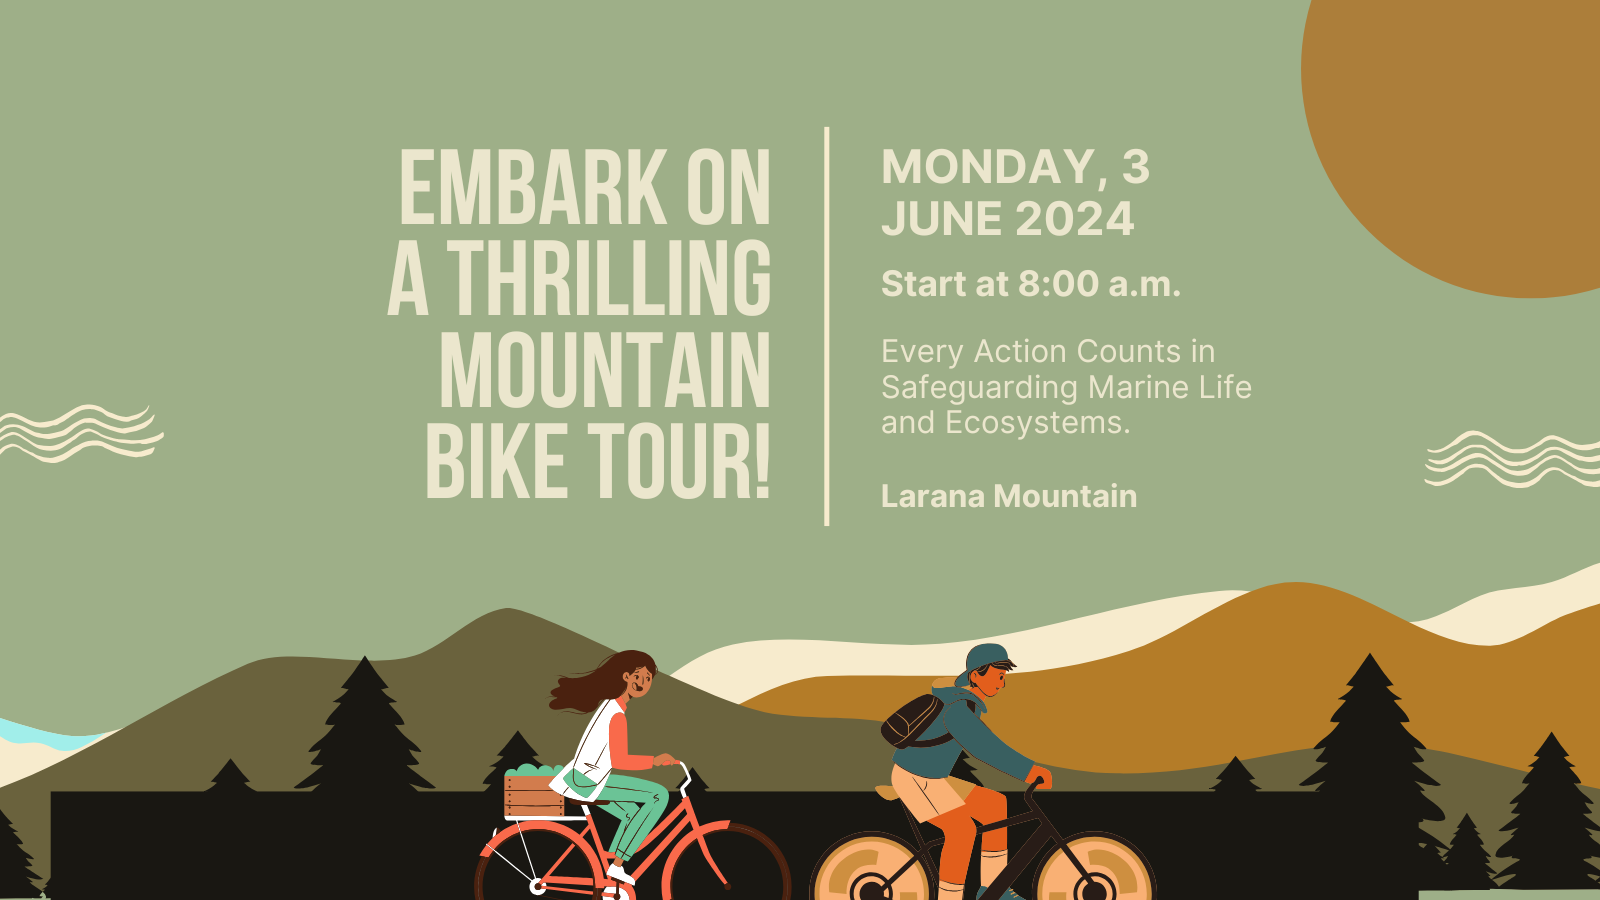 EMBARK ON
A THRILLING
MOUNTAIN
BIKE TOUR!
MONDAY, 3
JUNE 2024
Start at 8:00 a.m.
Every Action Counts in
Safeguarding Marine Life
and Ecosystems.
Larana Mountain